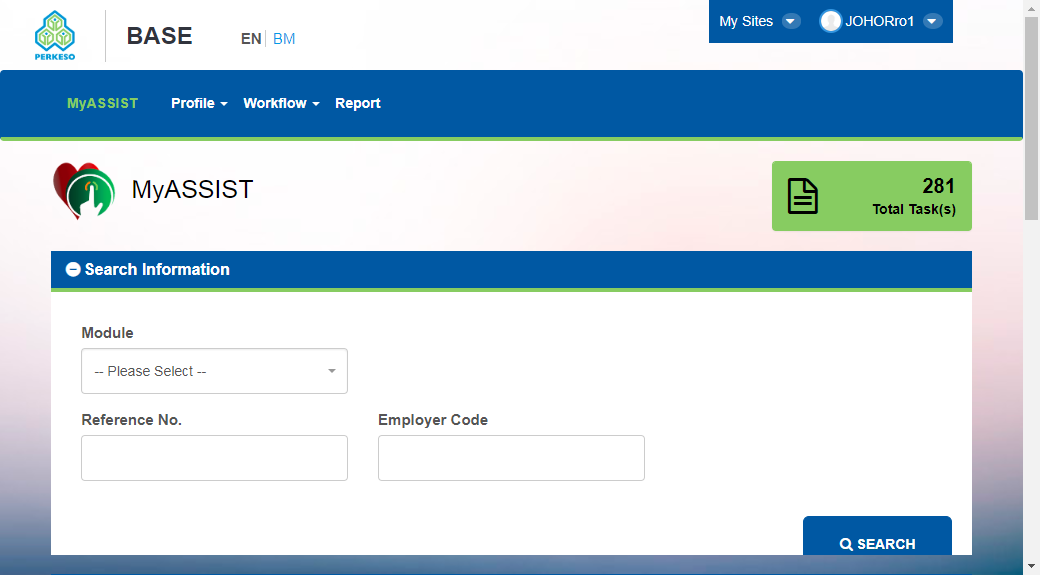 PERKESO
BASE
EN BM
My Sites
JOHORro1
MyASSIST Profile Workflow Report
MyASSIST
281
Total Task(s)
Search Information
Module
-- Please Select --
Reference No. Employer Code
SEARCH